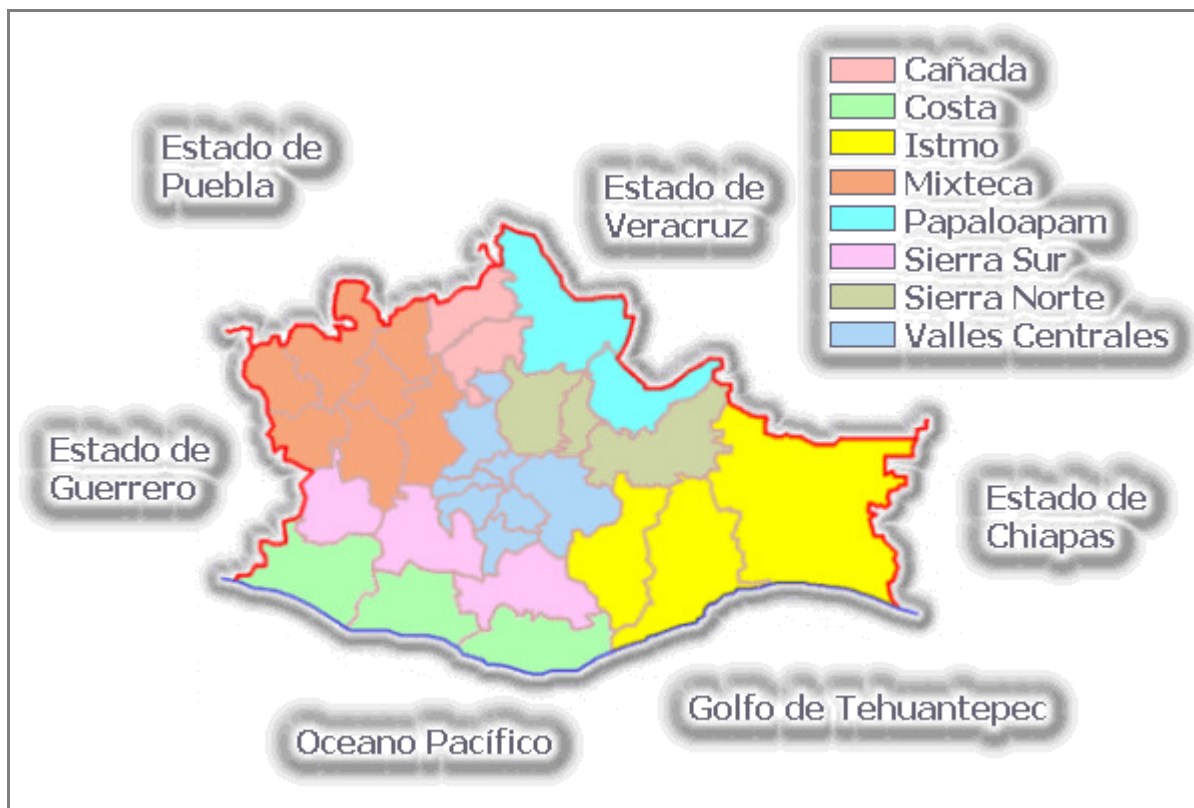 Cañada
Costa
Istmo
Mixteca
Papaloapam
Sierra Sur
Sierra Norte
Valles Centrales
Estado de
Puebla
Estado de
Veracruz
Estado de
Guerrero
Estado de
Chiapas
Golfo de Tehuantepec
Oceano Pacífico